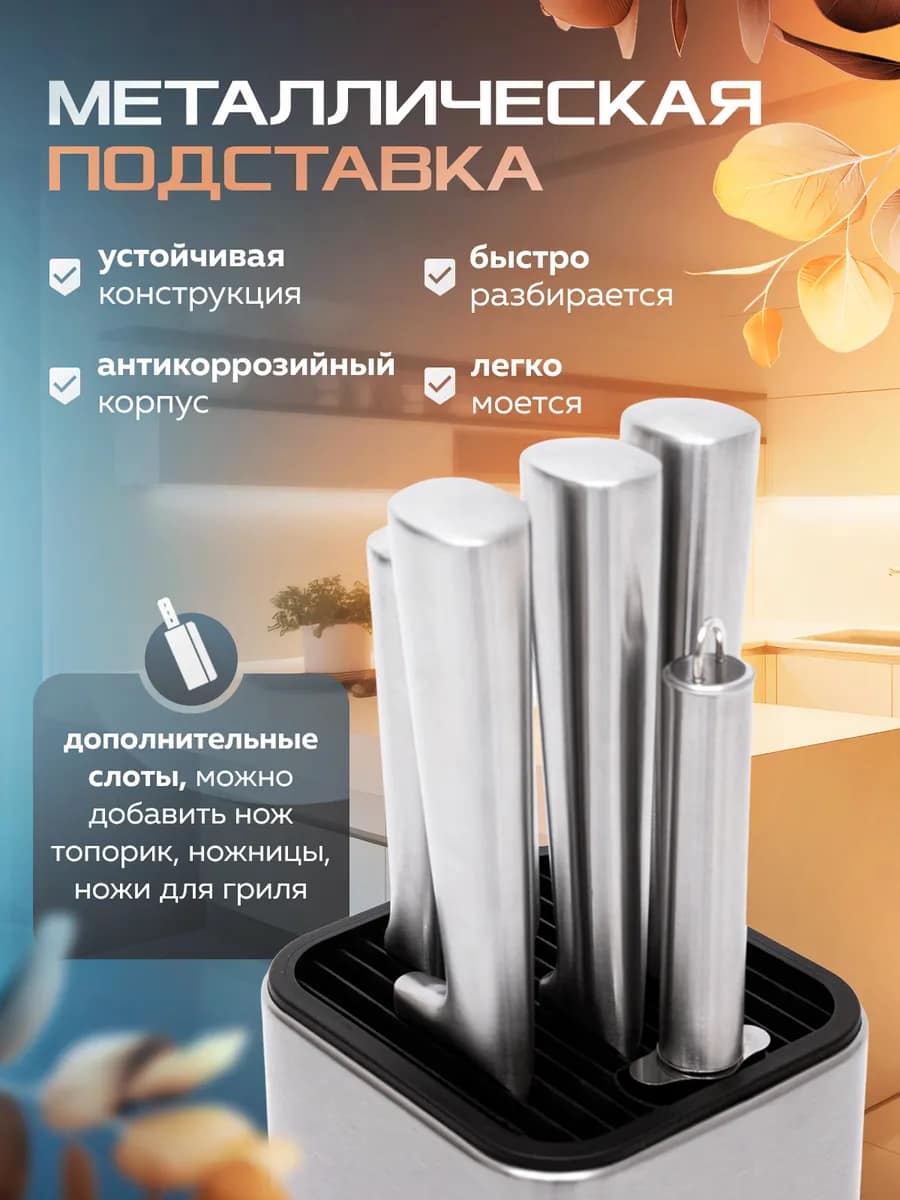 МЕТАЛЛИЧЕСКАЯ
ПОДСТАВКА
устойчивая
конструкция
быстро
разбирается
антикоррозийный
корпус
легко
моется
дополнительные
слоты, можно
добавить нож
топорик, ножницы,
ножи для гриля